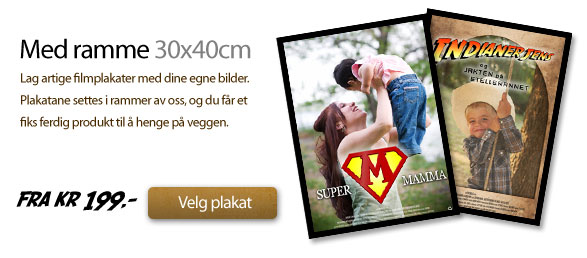 Med ramme 30x40cm
Lag artige filmplakater med dine egne bilder.
Plakatane settes i rammer av oss, og du får et
fiks ferdig produkt til å henge på veggen.
FRA KR 199.-
Velg plakat
SUPER M MAMMA
INDIANER JENS
og
JAKTEN på